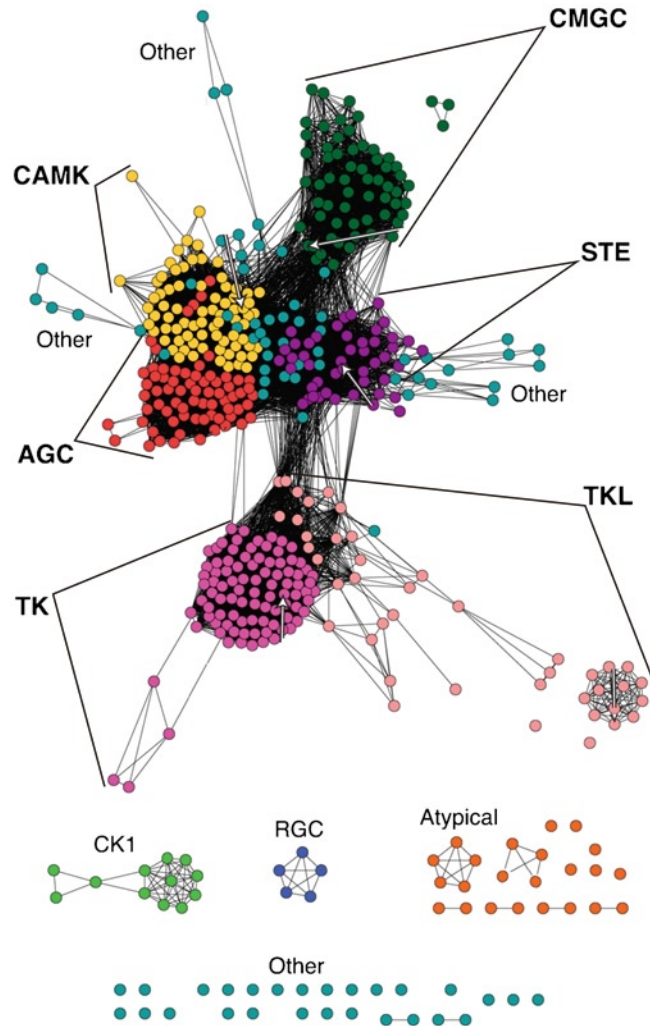 CMGC
Other
CAMK
STE
Other
Other
AGC
TKL
TK
CK1
RGC
Atypical
Other